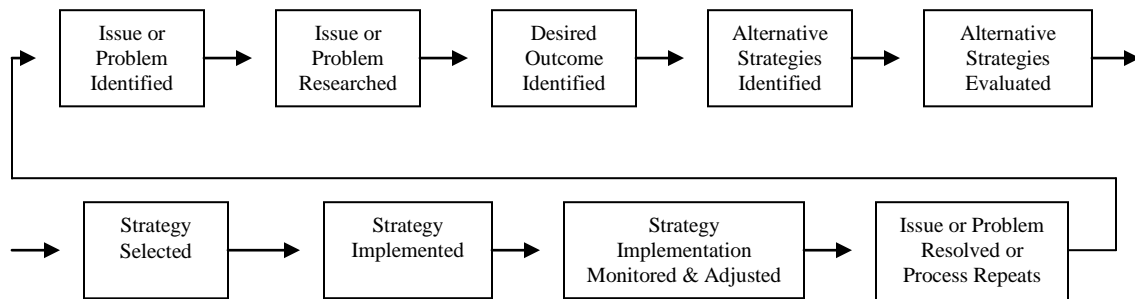 Issue or
Problem
Identified
Issue or
Problem
Researched
Desired
Outcome
Identified
Alternative
Strategies
Identified
Alternative
Strategies
Evaluated
Strategy
Selected
Strategy
Implemented
Strategy
Implementation
Monitored & Adjusted
Issue or Problem
Resolved or
Process Repeats